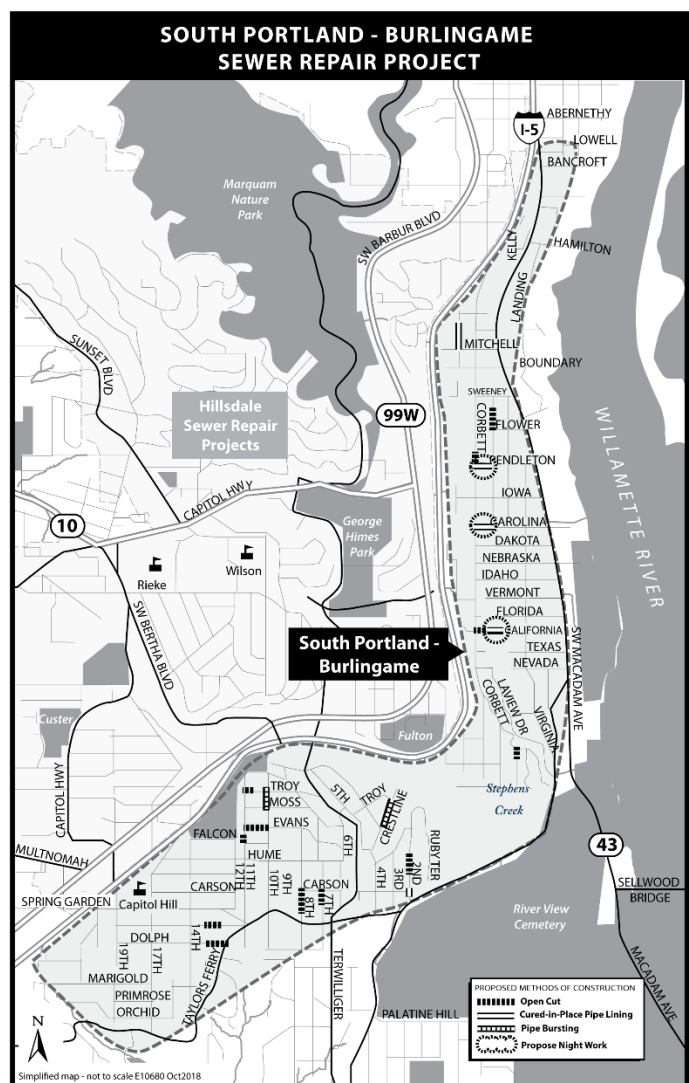 SOUTH PORTLAND - BURLINGAME
SEWER REPAIR PROJECT
ABERNETHY
I-5
LOWELL
BANCROFT
Marquam
Nature
Park
SW BARBUR BLVD
KELLY
HAMILTON
LANDING
SUNSET BLVD
MITCHELL
BOUNDARY
SWEENEY
Hillsdale
Sewer Repair
Projects
99W
CORBETT
FLOWER
WILLAMETTE RIVER
PENDLETON
CAPITOL HWY
IOWA
10
George
Himes
Park
CAROLINA
DAKOTA
Rieke
Wilson
NEBRASKA
IDAHO
VERMONT
SW BERTHA BLVD
FLORIDA
CALIFORNIA
South Portland -
Burlingame
TEXAS
NEVADA
SW MACADAM AVE
LAVIEW DR
CORBETT
VIRGINIA
Custer
Fulton
CAPITOL HWY
Stephens
Creek
TROY
MOSS
5TH
TROY
CRESTLINE
EVANS
FALCON
6TH
RUBY TER
43
MULTNOMAH
HUME
12TH
11TH
10TH
9TH
CARSON
CARSON
8TH
7TH
4TH
3RD
2ND
SELLWOOD
BRIDGE
Capitol Hill
SPRING GARDEN
River View
Cemetery
14TH
DOLPH
19TH
17TH
TAYLORS FERRY
TERWILLIGER
MACADAM AVE
MARIGOLD
PRIMROSE
ORCHID
PALATINE HILL
PROPOSED METHODS OF CONSTRUCTION
Open Cut
Cured-in-Place Pipe Lining
Pipe Bursting
Propose Night Work
N
Simplified map - not to scale E10680 Oct2018